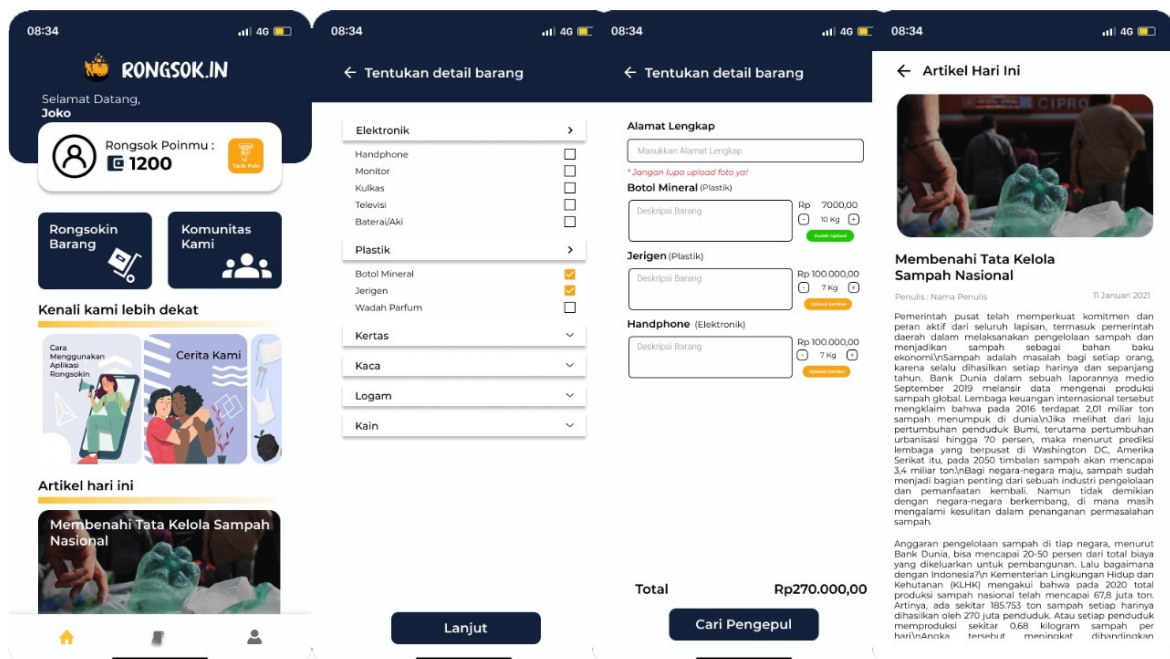 08:34
4G
RONGSOK.IN
Selamat Datang,
Joko
Rongsok Poinmu :
1200
Tarik Poin
Rongsokin
Barang
Komunitas
Kami
Kenali kami lebih dekat
Cara
Menggunakan
Aplikasi
Rongsokin
Cerita Kami
Artikel hari ini
Membenahi Tata Kelola Sampah
Nasional
08:34
4G
← Tentukan detail barang
Elektronik
Handphone
Monitor
Kulkas
Televisi
Baterai/Aki
Plastik
Botol Mineral
Jerigen
Wadah Parfum
Kertas
Kaca
Logam
Kain
Lanjut
08:34
4G
← Tentukan detail barang
Alamat Lengkap
Masukkan Alamat Lengkap
*Jangan lupa upload foto ya!
Botol Mineral (Plastik)
Deskripsi Barang
Rp 7000,00
- 10 Kg +
Sudah Upload
Jerigen (Plastik)
Deskripsi Barang
Rp 100.000,00
- 7 Kg +
Upload Gambar
Handphone (Elektronik)
Deskripsi Barang
Rp 100.000,00
- 7 Kg +
Upload Gambar
Total Rp270.000,00
Cari Pengepul
08:34
4G
← Artikel Hari Ini
CIPRO
Membenahi Tata Kelola
Sampah Nasional
Penulis : Nama Penulis 11 Januari 2021
Pemerintah pusat telah memperkuat komitmen dan
peran aktif dari seluruh lapisan, termasuk pemerintah
daerah dalam melaksanakan pengelolaan sampah dan
menjadikan sampah sebagai bahan baku
ekonomi\nSampah adalah masalah bagi setiap orang,
karena selalu dihasilkan setiap harinya dan sepanjang
tahun. Bank Dunia dalam sebuah laporannya medio
September 2019 melansir data mengenai produksi
sampah global. Lembaga keuangan internasional tersebut
mengklaim bahwa pada 2016 terdapat 2,01 miliar ton
sampah menumpuk di dunia\nJika melihat dari laju
pertumbuhan penduduk Bumi, terutama pertumbuhan
urbanisasi hingga 70 persen, maka menurut prediksi
lembaga yang berpusat di Washington DC, Amerika
Serikat itu, pada 2050 timbalan sampah akan mencapai
3,4 miliar ton.\nBagi negara-negara maju, sampah sudah
menjadi bagian penting dari sebuah industri pengelolaan
dan pemanfaatan kembali. Namun tidak demikian
dengan negara-negara berkembang, di mana masih
mengalami kesulitan dalam penanganan permasalahan
sampah.
Anggaran pengelolaan sampah di tiap negara, menurut
Bank Dunia, bisa mencapai 20-50 persen dari total biaya
yang dikeluarkan untuk pembangunan. Lalu bagaimana
dengan Indonesia?\n Kementerian Lingkungan Hidup dan
Kehutanan (KLHK) mengakui bahwa pada 2020 total
produksi sampah nasional telah mencapai 67,8 juta ton.
Artinya, ada sekitar 185.753 ton sampah setiap harinya
dihasilkan oleh 270 juta penduduk. Atau setiap penduduk
memproduksi sekitar 0,68 kilogram sampah per
hari\nAngka tersebut meningkat dibandingkan